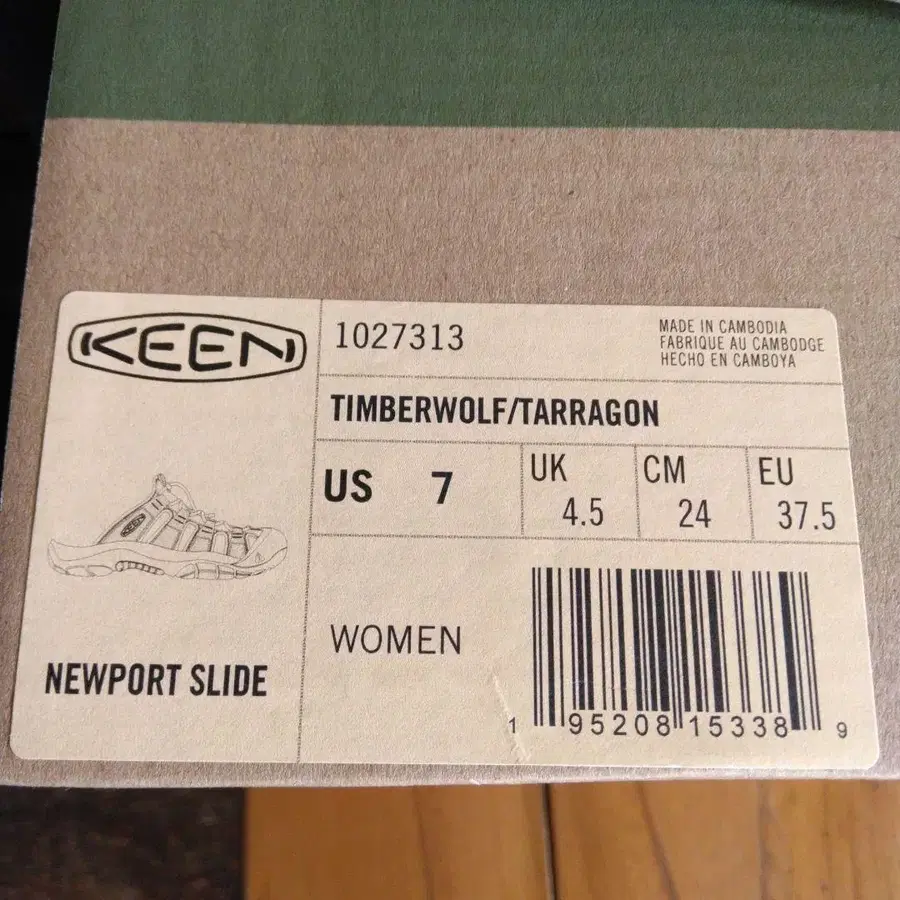 KEEN
1027313
MADE IN CAMBODIA
FABRIQUE AU CAMBODGE
HECHO EN CAMBOYA
TIMBERWOLF/TARRAGON
US 7
UK 4.5
CM 24
EU 37.5
KEEN
NEWPORT SLIDE
WOMEN
1 95208 15338 9